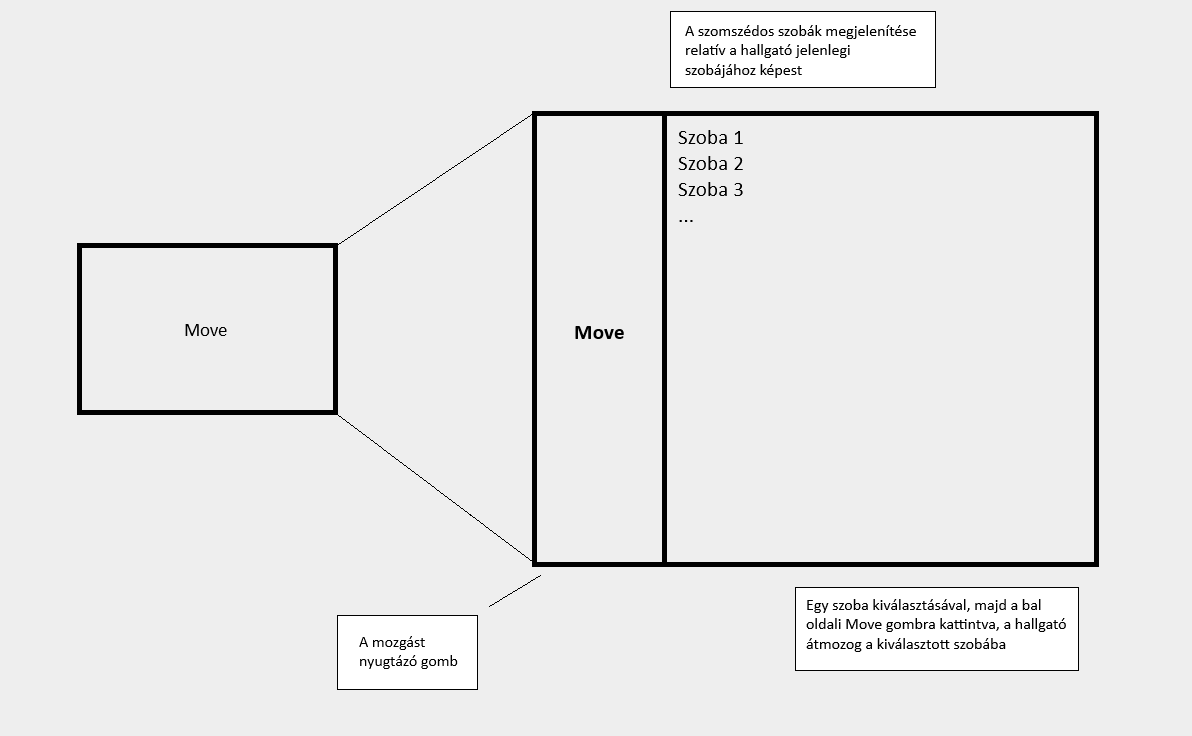 A szomszédos szobák megjelenítése
relatív a hallgató jelenlegi
szobájához képest
Szoba 1
Szoba 2
Szoba 3
...
Move
Move
A mozgást
nyugtázó gomb
Egy szoba kiválasztásával, majd a bal
oldali Move gombra kattintva, a hallgató
átmozog a kiválasztott szobába